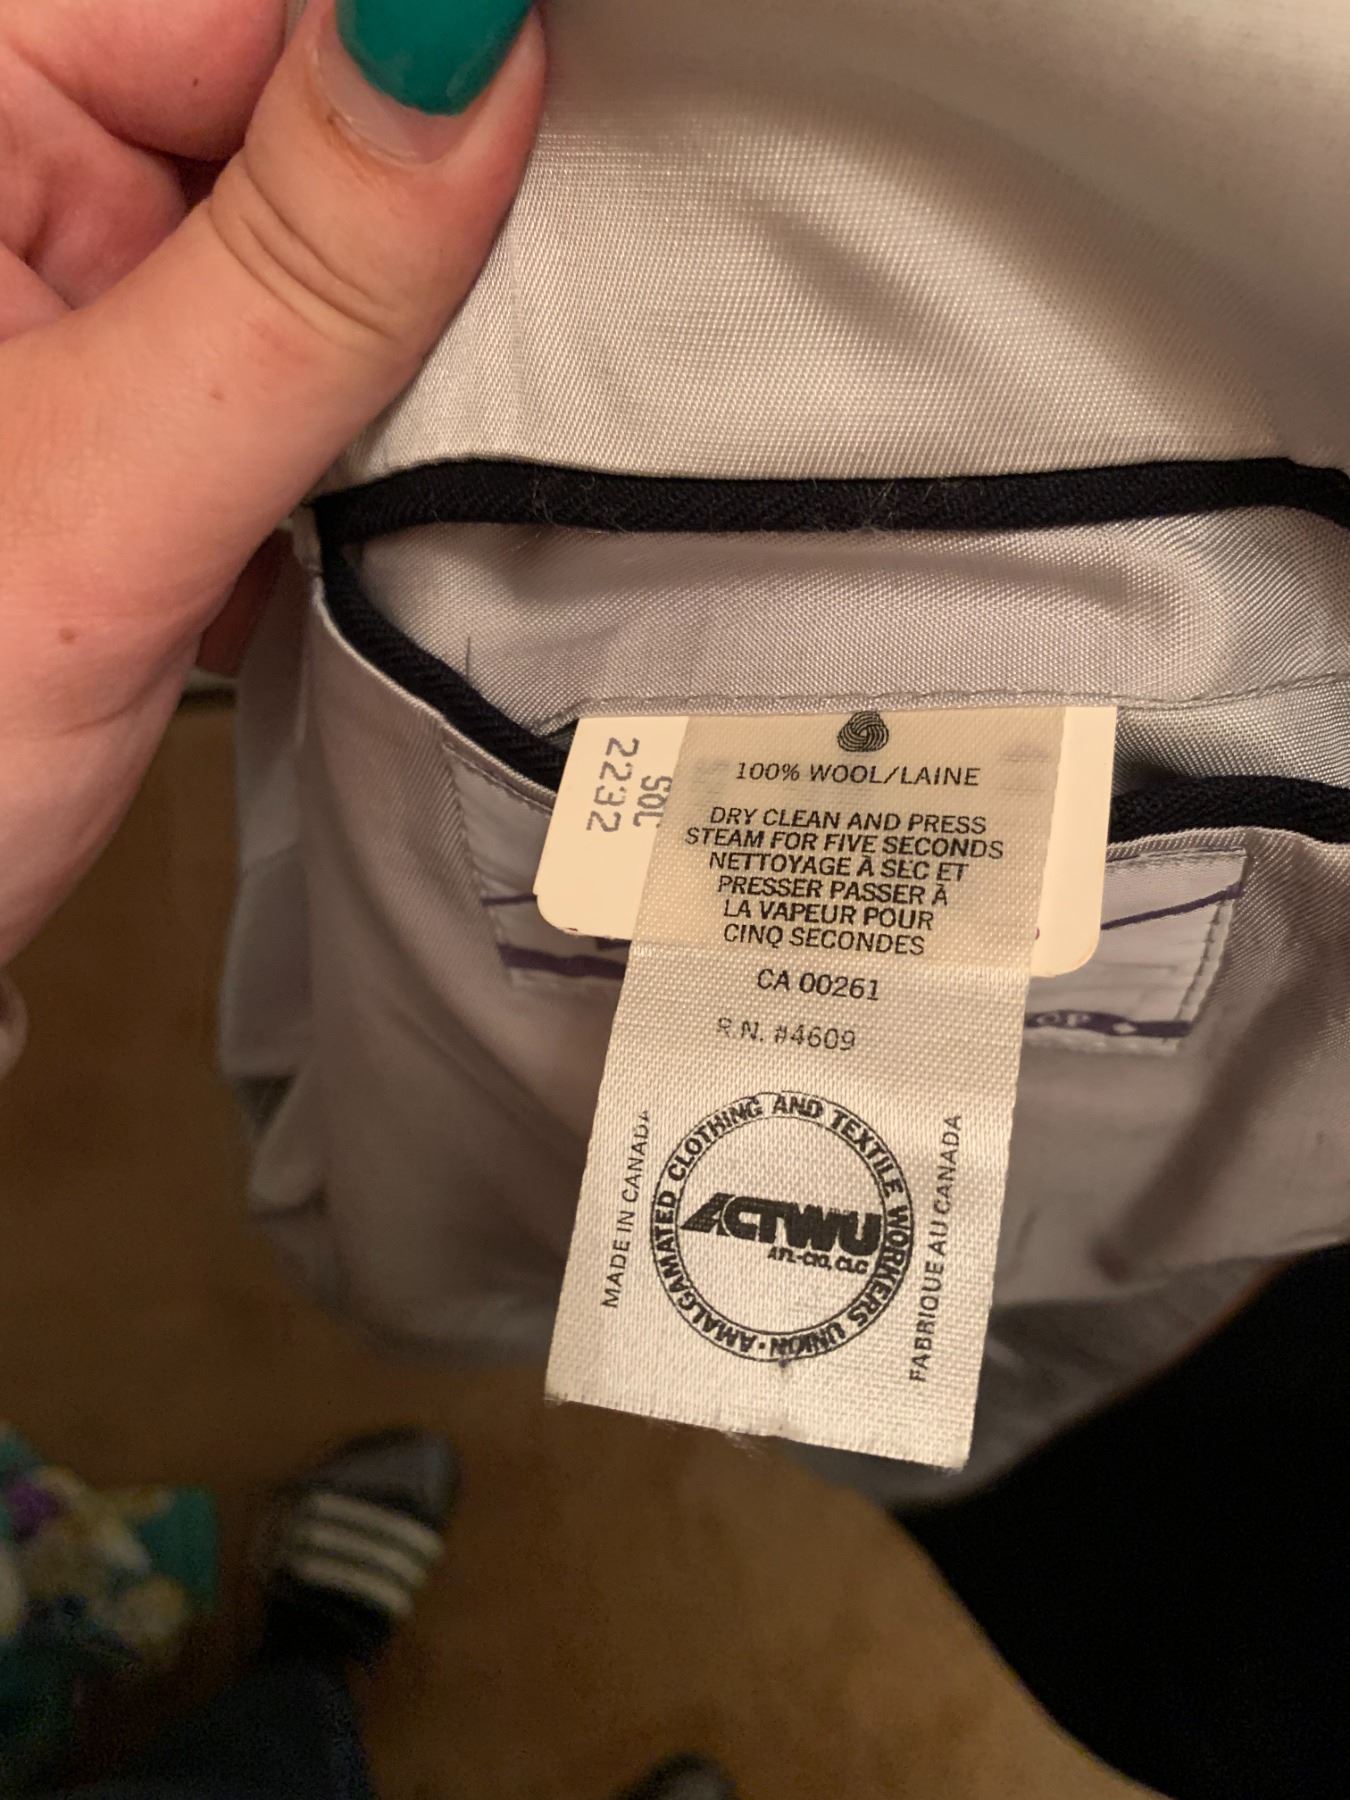 2232
SOL
100% WOOL/LAINE
DRY CLEAN AND PRESS
STEAM FOR FIVE SECONDS
NETTOYAGE À SEC ET
PRESSER PASSER À
LA VAPEUR POUR
CINQ SECONDES
CA 00261
R.N. #4609
MADE IN CANADA
AMALGAMATED CLOTHING AND TEXTILE WORKERS UNION
ACTWU
AFL-CIO, CLC
FABRIQUE AU CANADA